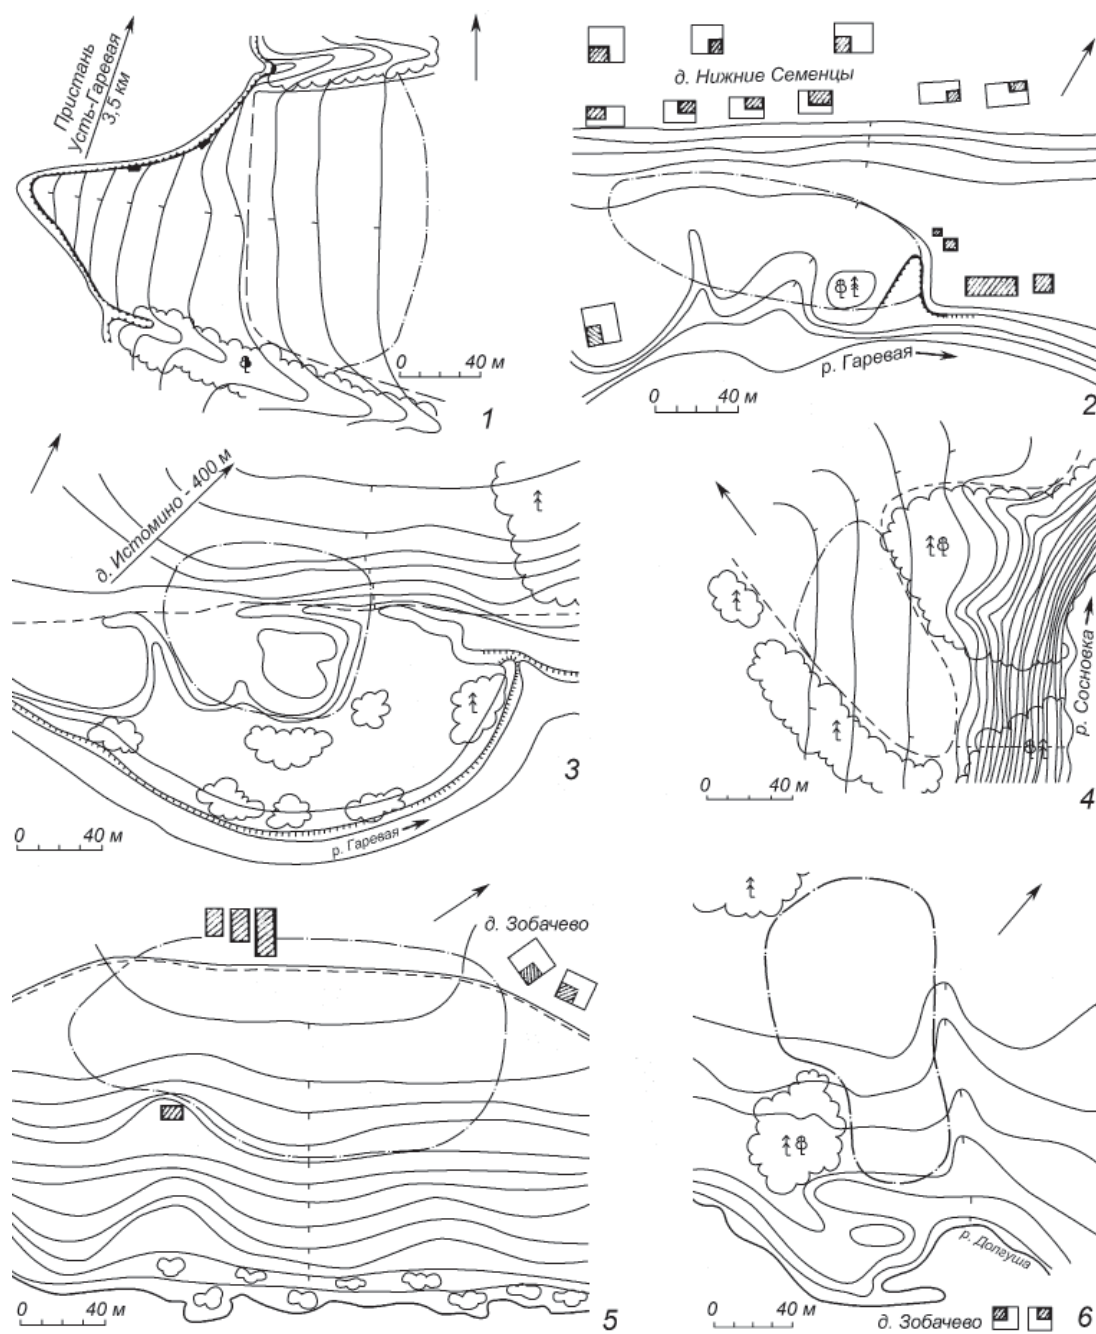 Пристань
Усть-Гаревая
3,5 км
0 40 м
1
д. Нижние Семенцы
р. Гаревая
0 40 м
2
д. Истомино - 400 м
р. Гаревая
0 40 м
3
р. Сосновка
0 40 м
4
д. Зобачево
0 40 м
5
р. Долгуша
0 40 м
д. Зобачево
6